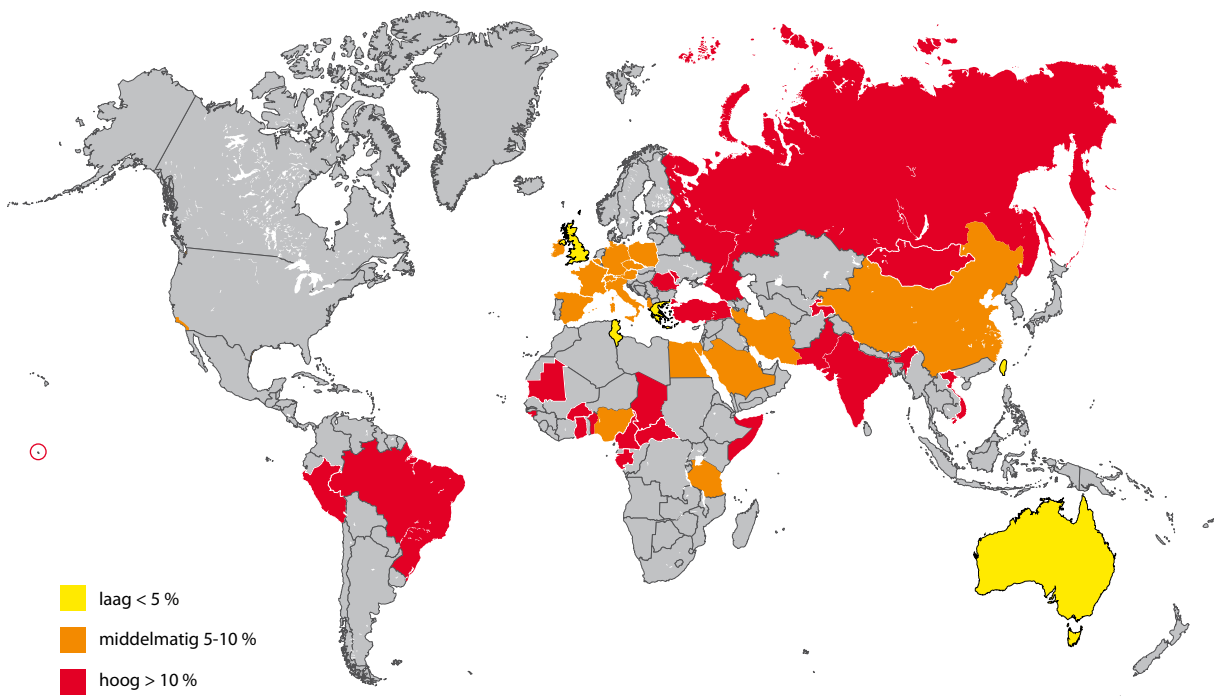 laag < 5 %
middelmatig 5-10 %
hoog > 10 %